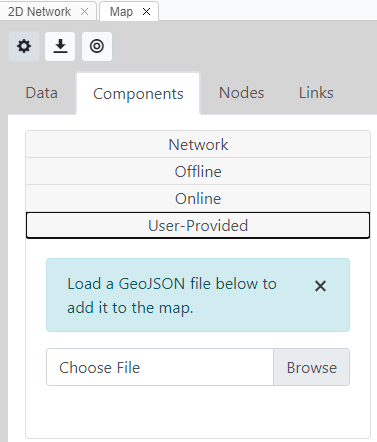 2D Network
Map
Data
Components
Nodes
Links
Network
Offline
Online
User-Provided
Load a GeoJSON file below to
add it to the map.
Choose File
Browse